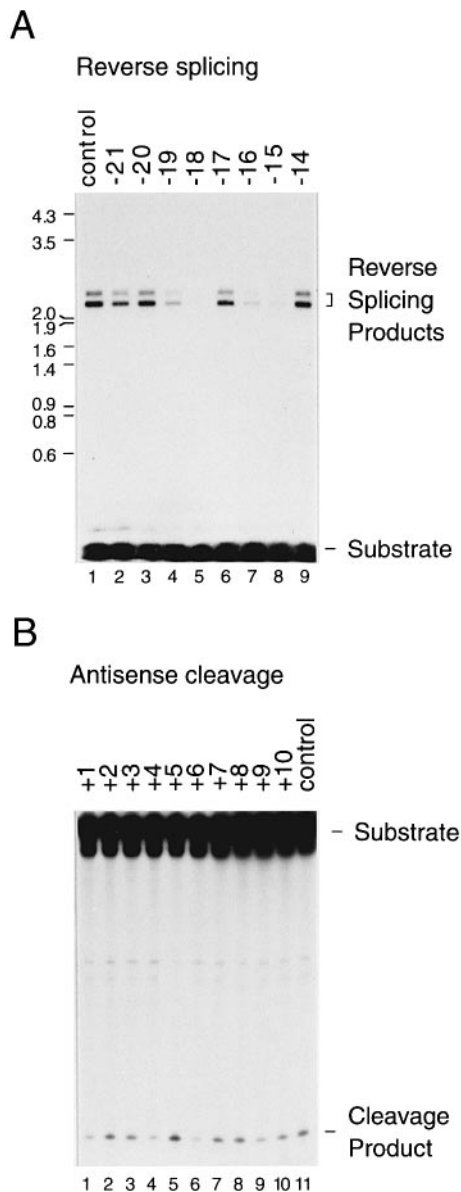 A
Reverse splicing
control -21 -20 -19 -18 -17 -16 -15 -14
4.3
3.5
2.0
1.9
1.6
1.4
0.9
0.8
0.6
Reverse
Splicing
Products
Substrate
1 2 3 4 5 6 7 8 9
B
Antisense cleavage
+1 +2 +3 +4 +5 +6 +7 +8 +9 +10 control
Substrate
Cleavage
Product
1 2 3 4 5 6 7 8 9 10 11